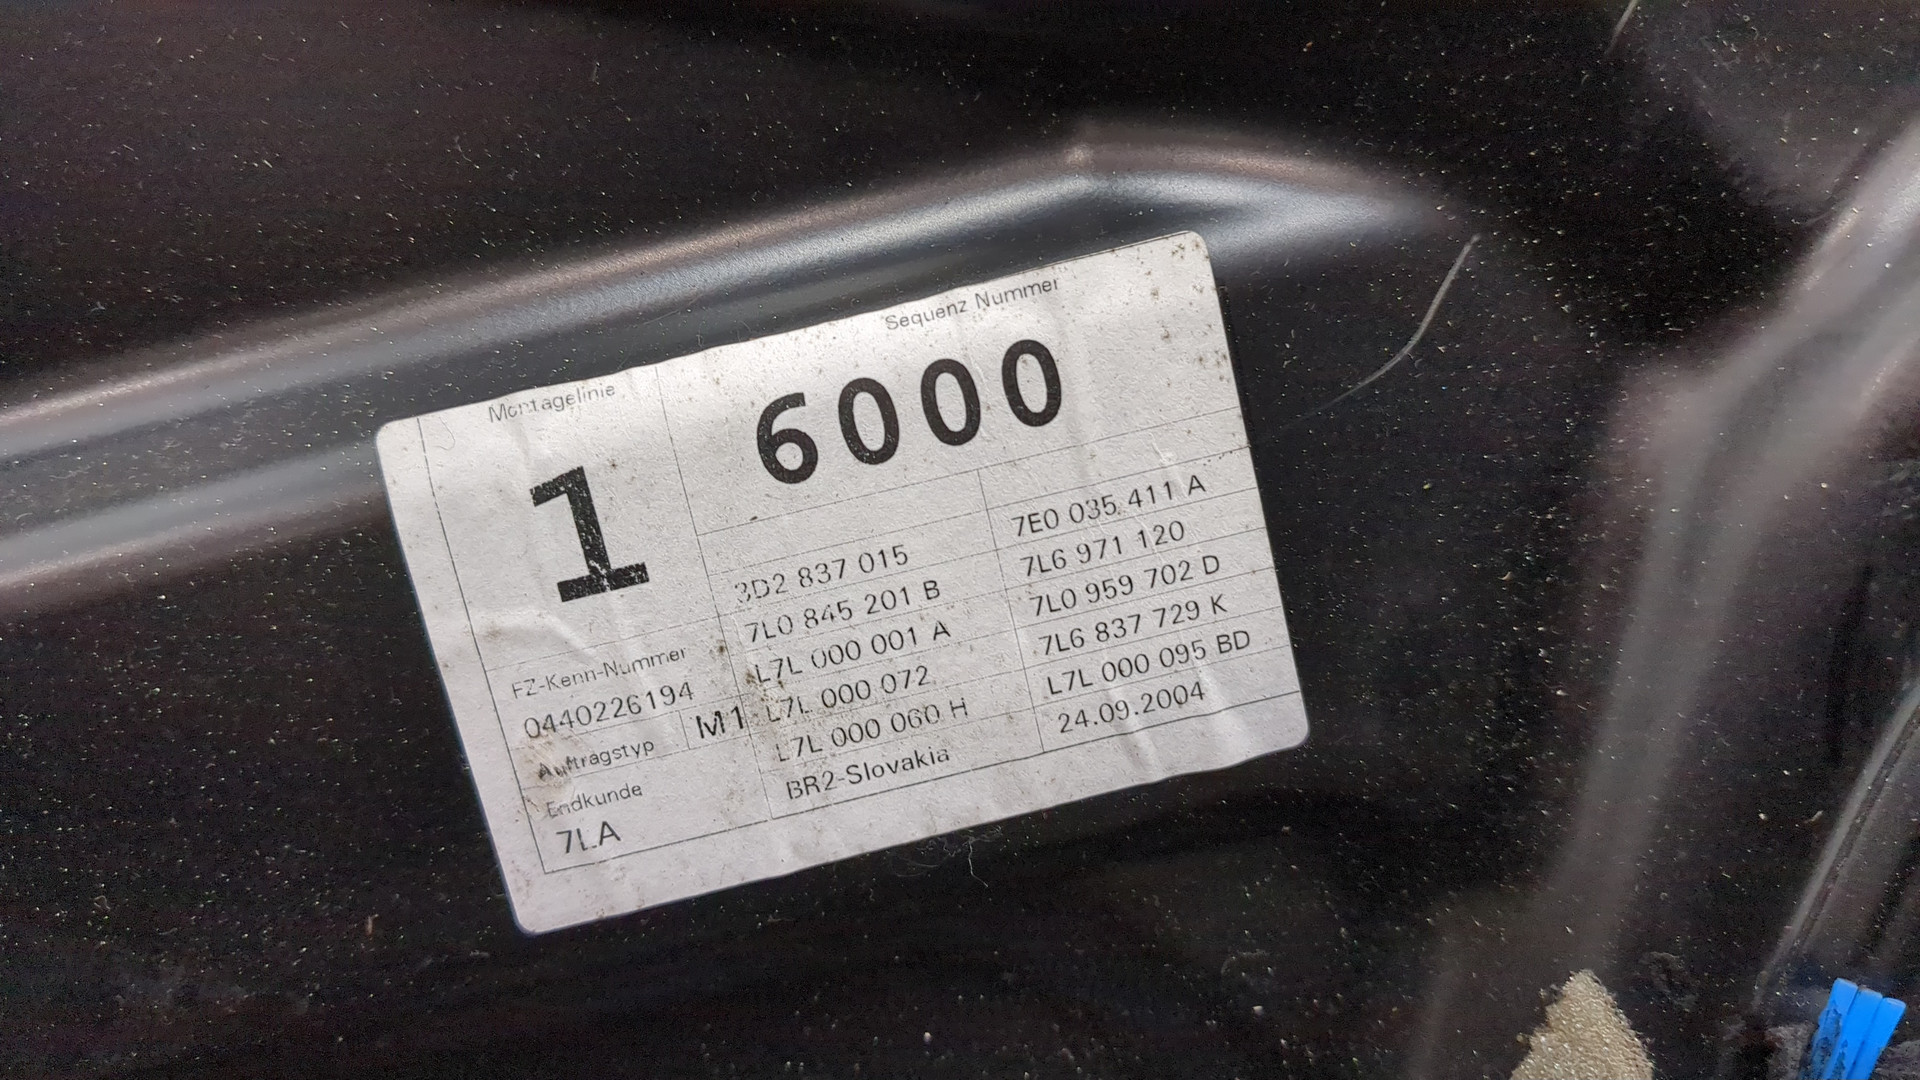 Montagelinie
1
Sequenz Nummer
6000
3D2 837 015
7E0 035 411 A
7L0 845 201 B
7L6 971 120
L7L 000 001 A
7L0 959 702 D
L7L 000 072
7L6 837 729 K
L7L 000 060 H
L7L 000 095 BD
BR2-Slovakia
24.09.2004
FZ-Kenn-Nummer
0440226194
Auftragstyp
M1
Endkunde
7LA